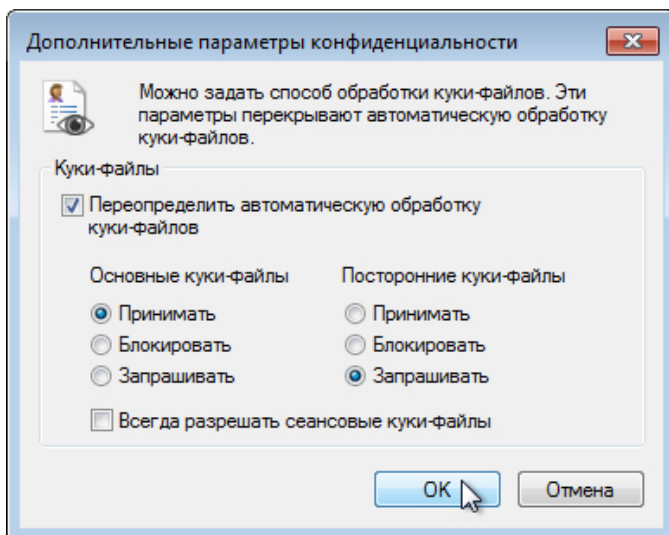 Дополнительные параметры конфиденциальности
Можно задать способ обработки куки-файлов. Эти
параметры перекрывают автоматическую обработку
куки-файлов.
Куки-файлы
Переопределить автоматическую обработку
куки-файлов
Основные куки-файлы
Принимать
Блокировать
Запрашивать
Посторонние куки-файлы
Принимать
Блокировать
Запрашивать
Всегда разрешать сеансовые куки-файлы
OK
Отмена